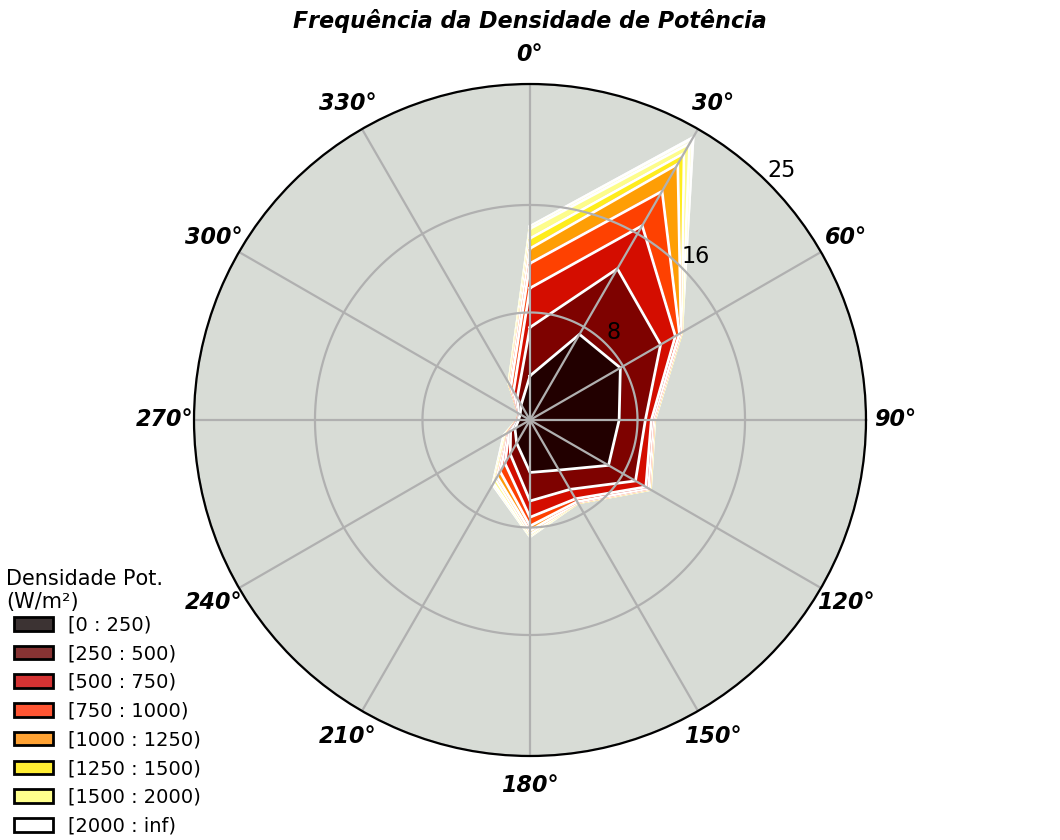 Frequência da Densidade de Potência
0°
330°
30°
25
300°
60°
16
8
270°
90°
240°
120°
210°
150°
180°
Densidade Pot.
(W/m²)
[0 : 250)
[250 : 500)
[500 : 750)
[750 : 1000)
[1000 : 1250)
[1250 : 1500)
[1500 : 2000)
[2000 : inf)